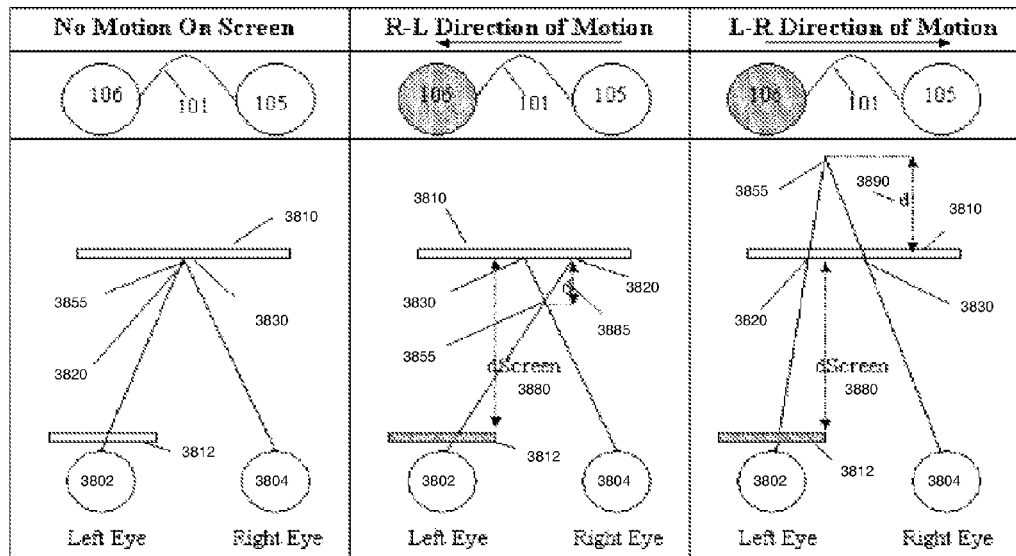 No Motion On Screen
R-L Direction of Motion
L-R Direction of Motion
106
101
105
106
101
105
106
101
105
3810
3855
3820
3830
3812
3802
3804
Left Eye
Right Eye
3810
3830
3820
d
3885
3855
dScreen
3880
3812
3802
3804
Left Eye
Right Eye
3855
3890
d
3810
3820
3830
dScreen
3880
3812
3802
3804
Left Eye
Right Eye